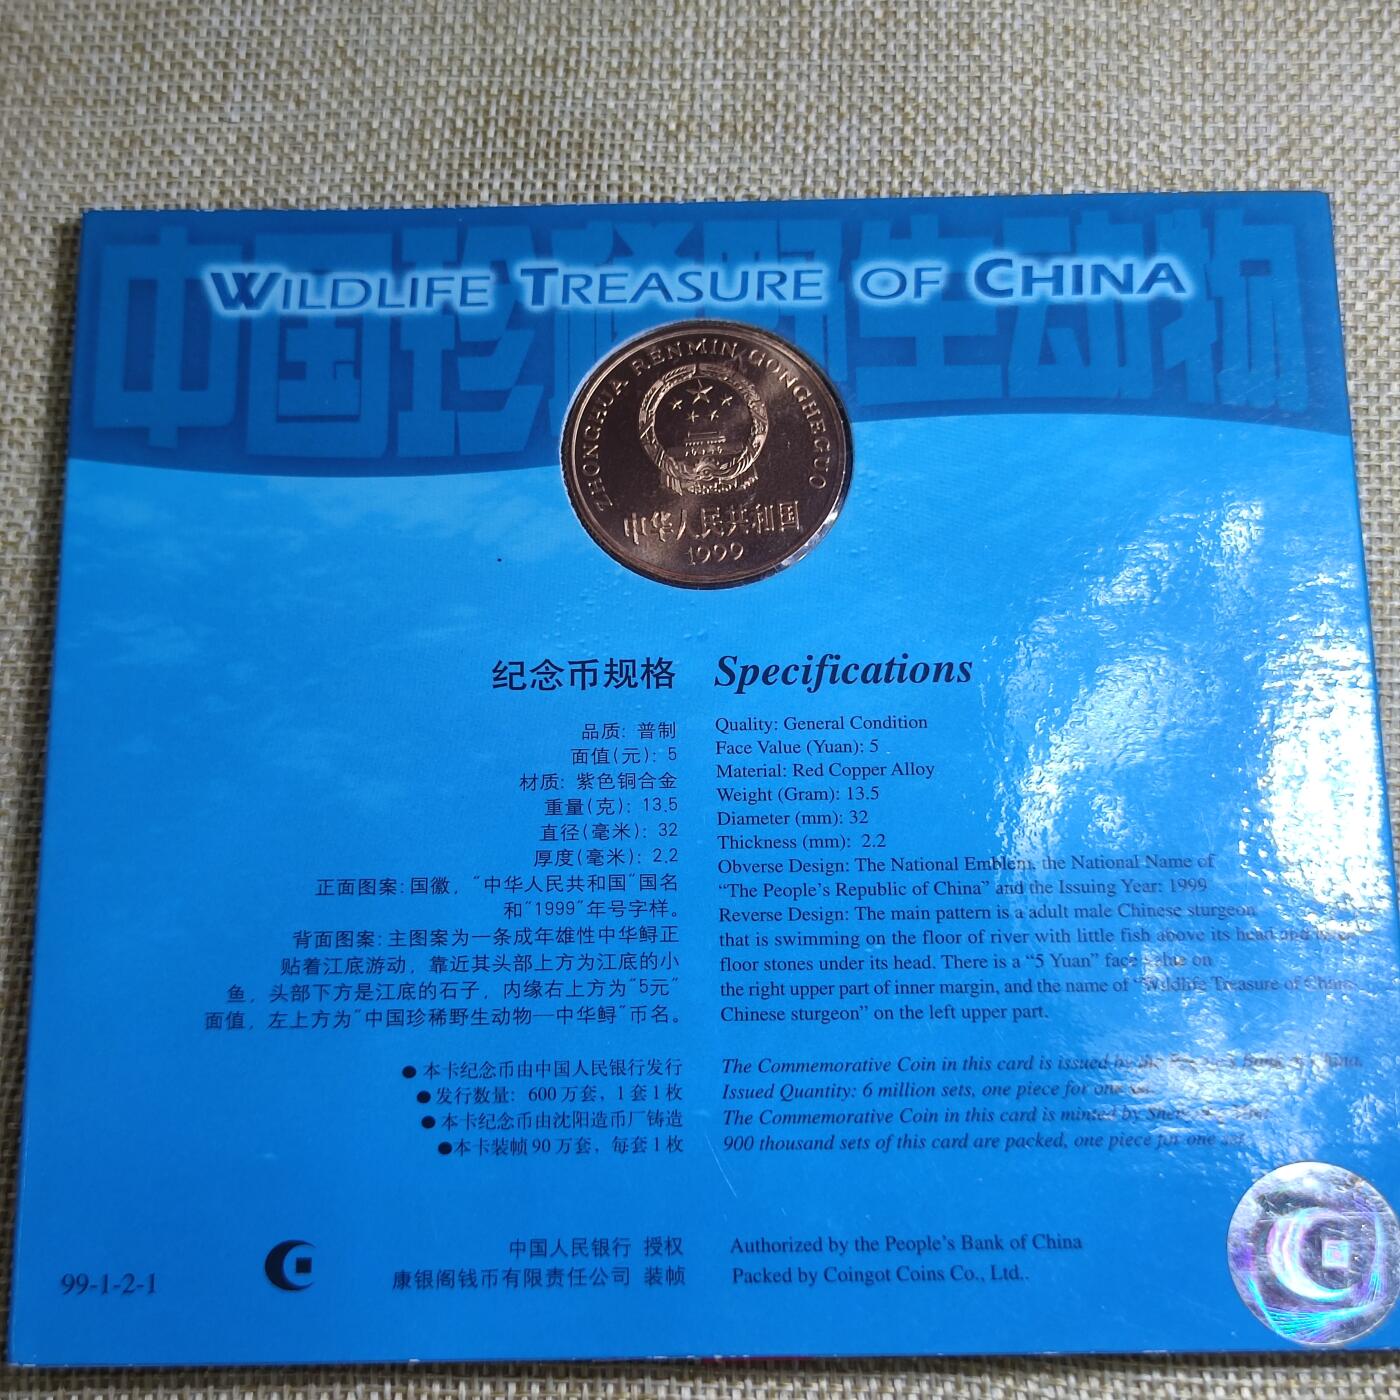 中国珍稀野生动物
WILDLIFE TREASURE OF CHINA
ZHONGHUA RENMIN GONGHEGUO
中华人民共和国
1999
纪念币规格
品质: 普制
面值(元): 5
材质: 紫色铜合金
重量(克): 13.5
直径(毫米): 32
厚度(毫米): 2.2
正面图案: 国徽，"中华人民共和国"国名
和"1999"年号字样。
背面图案: 主图案为一条成年雄性中华鲟正
贴着江底游动，靠近其头部上方为江底的小
鱼，头部下方是江底的石子，内缘右上方为"5元"
面值，左上方为"中国珍稀野生动物—中华鲟"币名。
● 本卡纪念币由中国人民银行发行
● 发行数量: 600万套，1套1枚
● 本卡纪念币由沈阳造币厂铸造
●本卡装帧90万套，每套1枚
Specifications
Quality: General Condition
Face Value (Yuan): 5
Material: Red Copper Alloy
Weight (Gram): 13.5
Diameter (mm): 32
Thickness (mm): 2.2
Obverse Design: The National Emblem, the National Name of
“The People’s Republic of China” and the Issuing Year: 1999
Reverse Design: The main pattern is a adult male Chinese sturgeon
that is swimming on the floor of river with little fish above its head and
floor stones under its head. There is a “5 Yuan” face value on
the right upper part of inner margin, and the name of “Wildlife Treasure of China
Chinese sturgeon” on the left upper part.
The Commemorative Coin in this card is issued by the People's Bank of China.
Issued Quantity: 6 million sets, one piece for one set.
The Commemorative Coin in this card is minted by Shenyang Mint.
900 thousand sets of this card are packed, one piece for one set.
99-1-2-1
中国人民银行 授权
康银阁钱币有限责任公司 装帧
Authorized by the People’s Bank of China
Packed by Coingot Coins Co., Ltd..